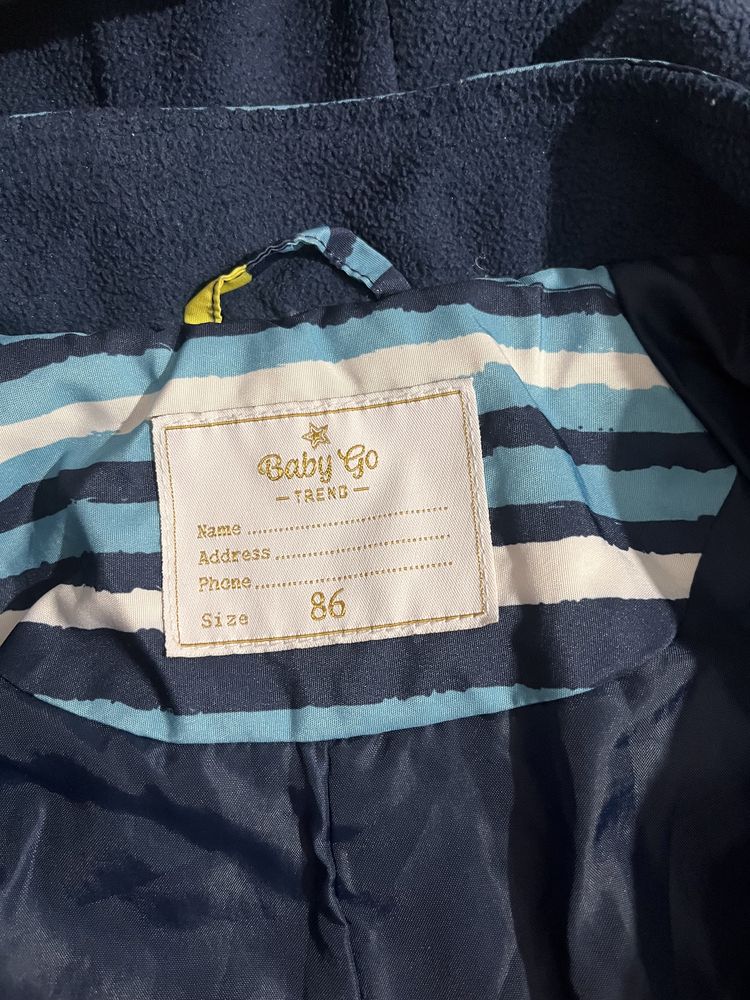 Baby Go
— TREND —
Name
Address
Phone
Size 86